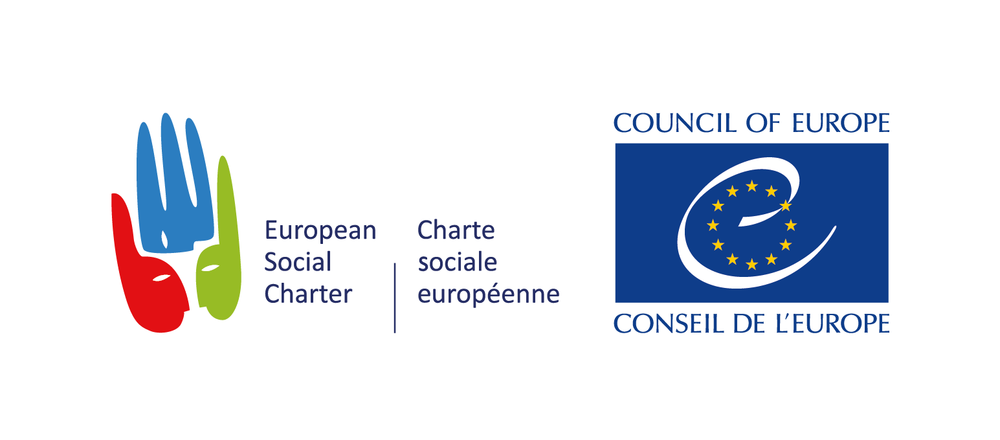 European
Social
Charter
Charte
sociale
européenne
COUNCIL OF EUROPE
CONSEIL DE L'EUROPE